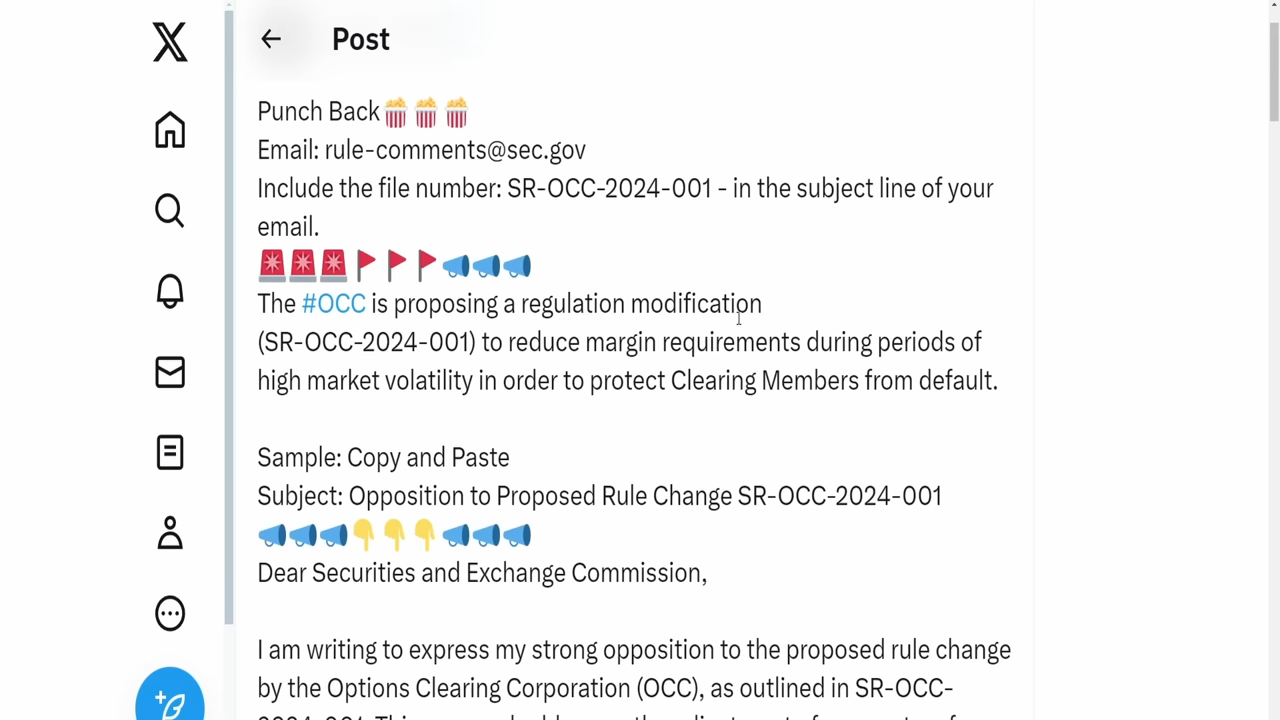 Post
Punch Back🍿🍿🍿
Email: rule-comments@sec.gov
Include the file number: SR-OCC-2024-001 - in the subject line of your
email.
🚨🚨🚨🚩🚩🚩📣📣📣
The #OCC is proposing a regulation modification
(SR-OCC-2024-001) to reduce margin requirements during periods of
high market volatility in order to protect Clearing Members from default.
Sample: Copy and Paste
Subject: Opposition to Proposed Rule Change SR-OCC-2024-001
📣📣📣👇👇👇📣📣📣
Dear Securities and Exchange Commission,
I am writing to express my strong opposition to the proposed rule change
by the Options Clearing Corporation (OCC), as outlined in SR-OCC-